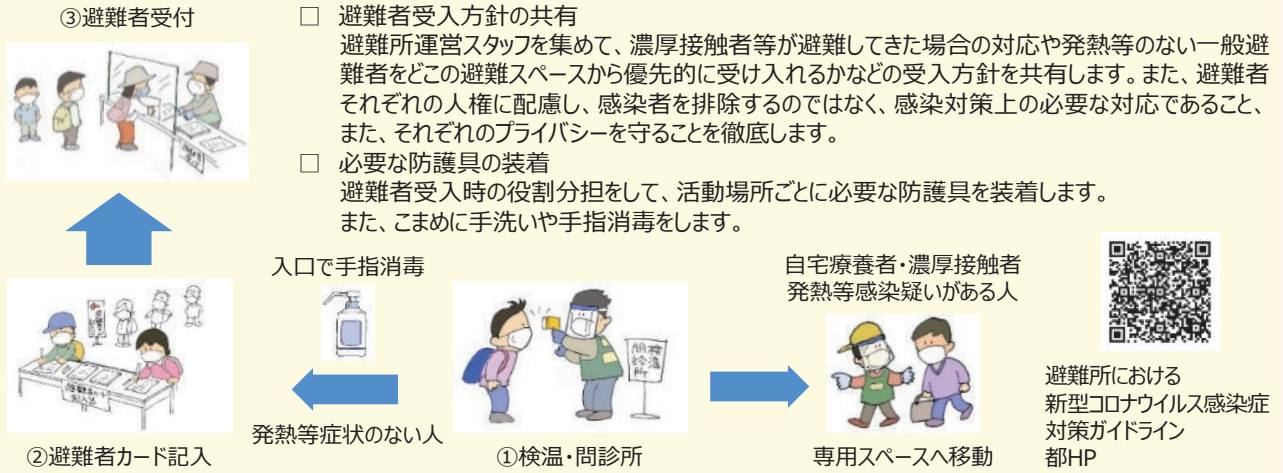 ③避難者受付
□ 避難者受入方針の共有
避難所運営スタッフを集めて、濃厚接触者等が避難してきた場合の対応や発熱等のない一般避
難者をどこの避難スペースから優先的に受け入れるかなどの受入方針を共有します。また、避難者
それぞれの人権に配慮し、感染者を排除するのではなく、感染対策上の必要な対応であること、
また、それぞれのプライバシーを守ることを徹底します。
□ 必要な防護具の装着
避難者受入時の役割分担をして、活動場所ごとに必要な防護具を装着します。
また、こまめに手洗いや手指消毒をします。
入口で手指消毒
自宅療養者・濃厚接触者
発熱等感染疑いがある人
検温
問診所
発熱等症状のない人
②避難者カード記入
①検温・問診所
専用スペースへ移動
避難所における
新型コロナウイルス感染症
対策ガイドライン
都HP